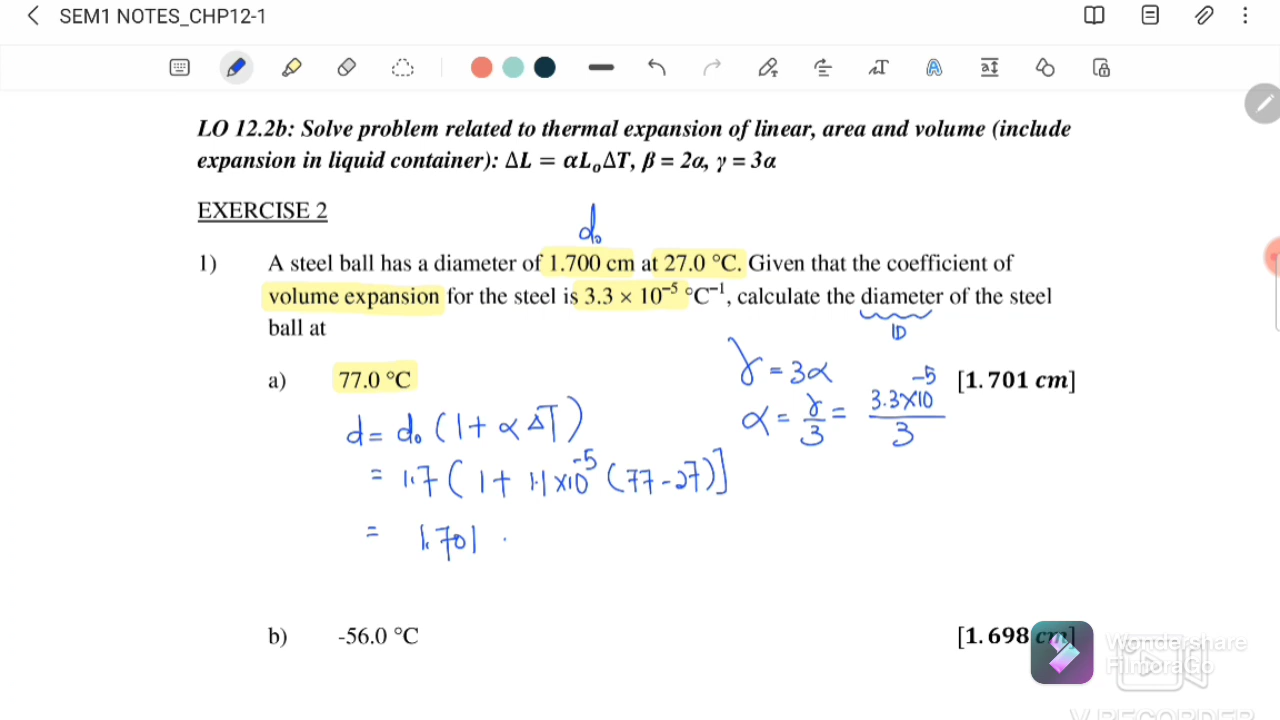 SEM1 NOTES_CHP12-1
LO 12.2b: Solve problem related to thermal expansion of linear, area and volume (include
expansion in liquid container): ΔL = αLₒΔT, β = 2α, γ = 3α
EXERCISE 2
d₀
1) A steel ball has a diameter of 1.700 cm at 27.0 °C. Given that the coefficient of
volume expansion for the steel is 3.3 × 10⁻⁵ °C⁻¹, calculate the diameter of the steel
ball at
1D
a) 77.0 °C [1.701 cm]
γ = 3α
α = γ/3 = 3.3×10⁻⁵/3
d = d₀ (1 + α ΔT)
= 1.7 ( 1 + 1.1×10⁻⁵ (77-27)]
= 1.701
b) -56.0 °C [1.698 cm]
Wondershare
FilmoraGo
V RECORDER